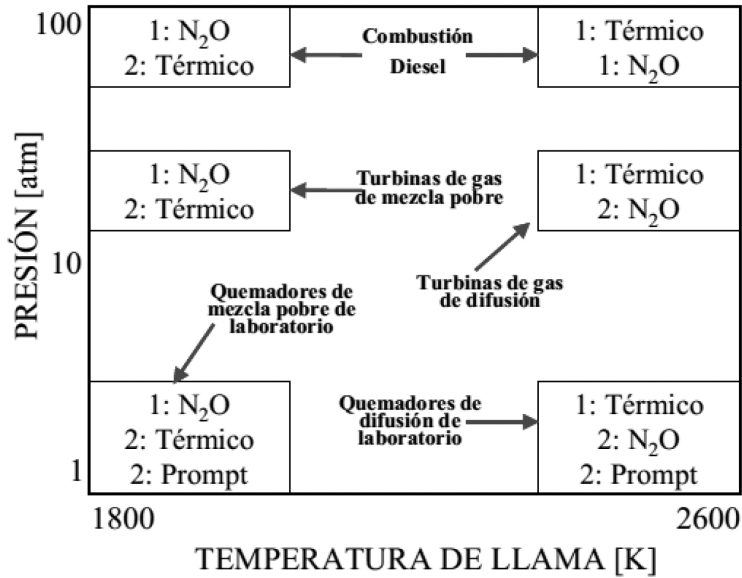 100
1: N₂O
2: Térmico
Combustión
Diesel
1: Térmico
1: N₂O
PRESIÓN [atm]
1: N₂O
2: Térmico
Turbinas de gas
de mezcla pobre
1: Térmico
2: N₂O
10
Turbinas de gas
de difusión
Quemadores de
mezcla pobre de
laboratorio
1: N₂O
2: Térmico
2: Prompt
Quemadores de
difusión de
laboratorio
1: Térmico
2: N₂O
2: Prompt
1
1800
2600
TEMPERATURA DE LLAMA [K]